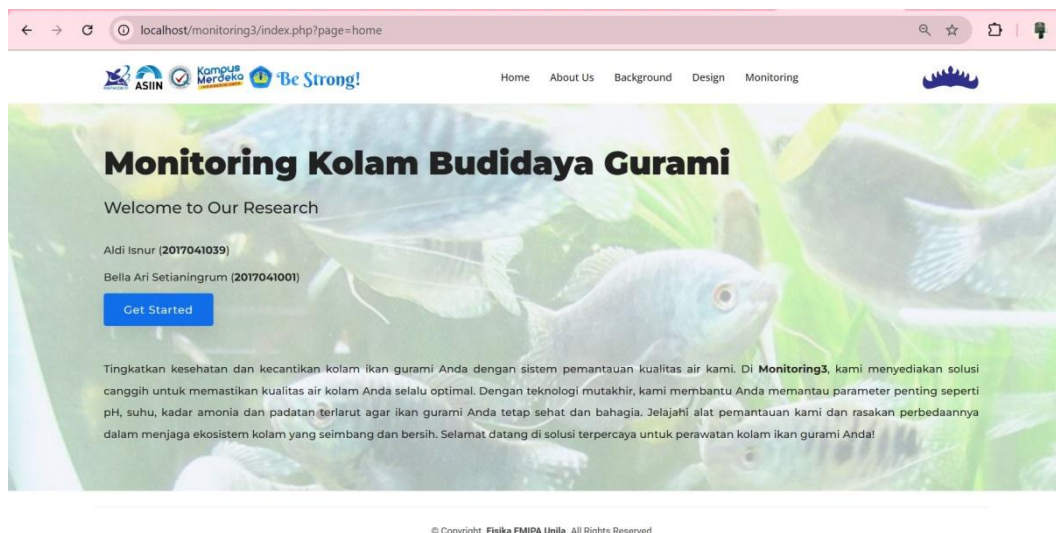 localhost/monitoring3/index.php?page=home
ASIIN
Kampus
Merdeka
Be Strong!
Home About Us Background Design Monitoring
Monitoring Kolam Budidaya Gurami
Welcome to Our Research
Aldi Isnur (2017041039)
Bella Ari Setianingrum (2017041001)
Get Started
Tingkatkan kesehatan dan kecantikan kolam ikan gurami Anda dengan sistem pemantauan kualitas air kami. Di Monitoring3, kami menyediakan solusi
canggih untuk memastikan kualitas air kolam Anda selalu optimal. Dengan teknologi mutakhir, kami membantu Anda memantau parameter penting seperti
pH, suhu, kadar amonia dan padatan terlarut agar ikan gurami Anda tetap sehat dan bahagia. Jelajahi alat pemantauan kami dan rasakan perbedaannya
dalam menjaga ekosistem kolam yang seimbang dan bersih. Selamat datang di solusi terpercaya untuk perawatan kolam ikan gurami Anda!
© Copyright Fisika FMIPA Unila. All Rights Reserved